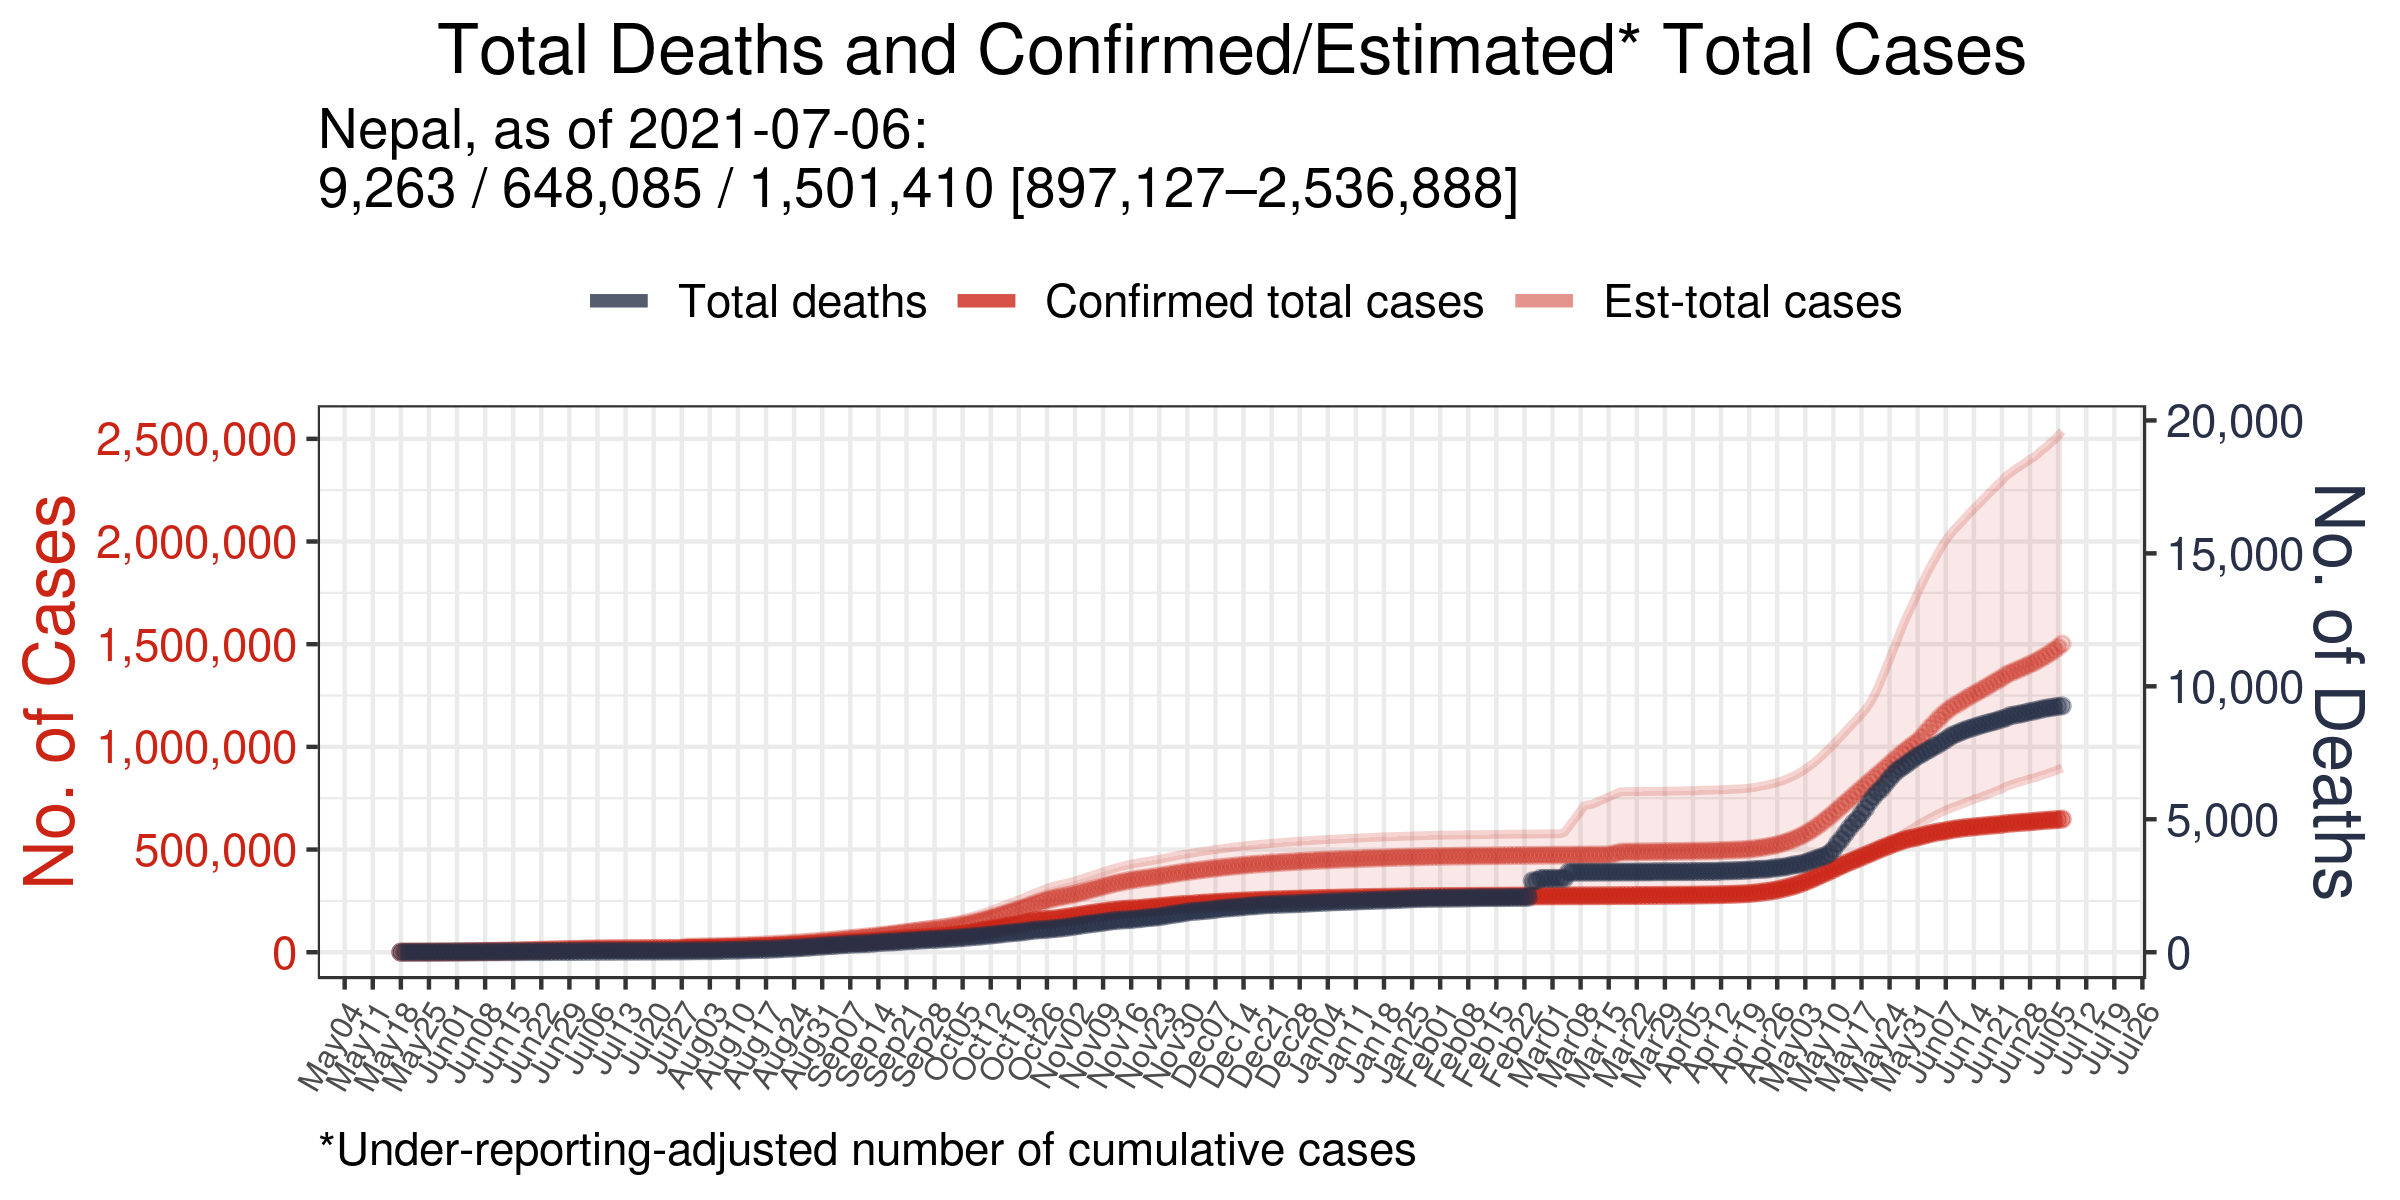 Total Deaths and Confirmed/Estimated* Total Cases
Nepal, as of 2021-07-06:
9,263 / 648,085 / 1,501,410 [897,127–2,536,888]
Total deaths
Confirmed total cases
Est-total cases
No. of Cases
2,500,000
2,000,000
1,500,000
1,000,000
500,000
0
20,000
15,000
10,000
5,000
0
No. of Deaths
May04
May11
May18
May25
Jun01
Jun08
Jun15
Jun22
Jun29
Jul06
Jul13
Jul20
Jul27
Aug03
Aug10
Aug17
Aug24
Aug31
Sep07
Sep14
Sep21
Sep28
Oct05
Oct12
Oct19
Oct26
Nov02
Nov09
Nov16
Nov23
Nov30
Dec07
Dec14
Dec21
Dec28
Jan04
Jan11
Jan18
Jan25
Feb01
Feb08
Feb15
Feb22
Mar01
Mar08
Mar15
Mar22
Mar29
Apr05
Apr12
Apr19
Apr26
May03
May10
May17
May24
May31
Jun07
Jun14
Jun21
Jun28
Jul05
Jul12
Jul19
Jul26
*Under-reporting-adjusted number of cumulative cases